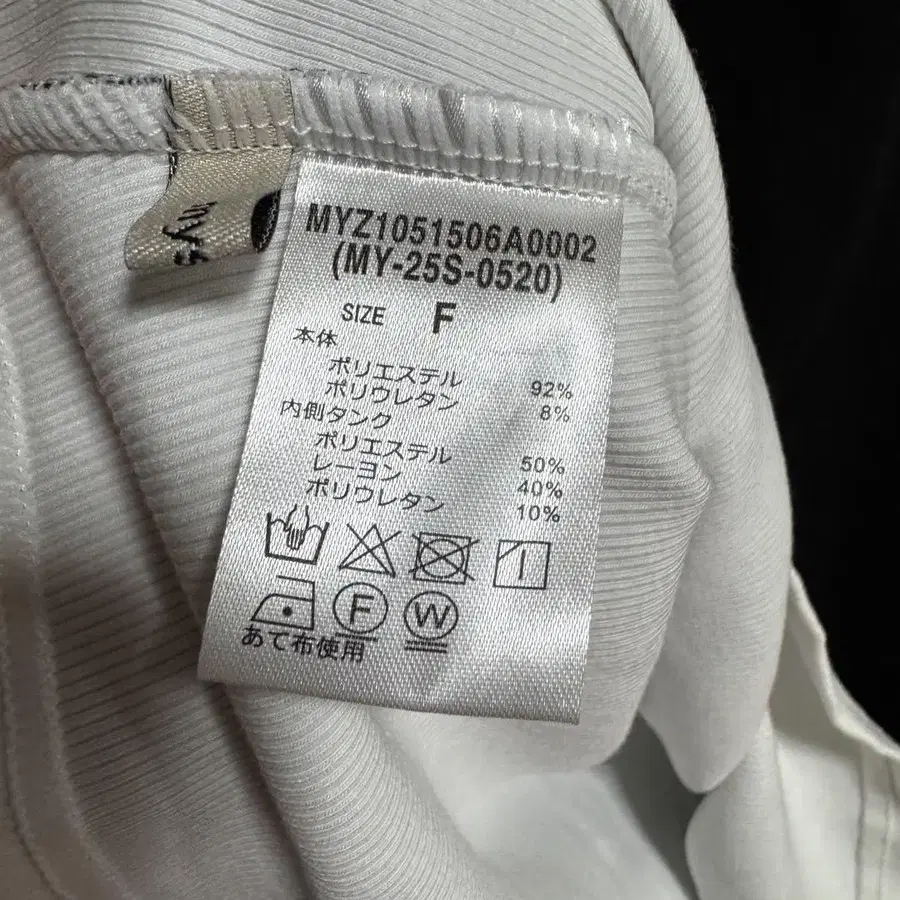 MYZ1051506A0002
(MY-25S-0520)
SIZE F
本体
ポリエステル 92%
ポリウレタン 8%
内側タンク
ポリエステル 50%
レーヨン 40%
ポリウレタン 10%
F W
あて布使用